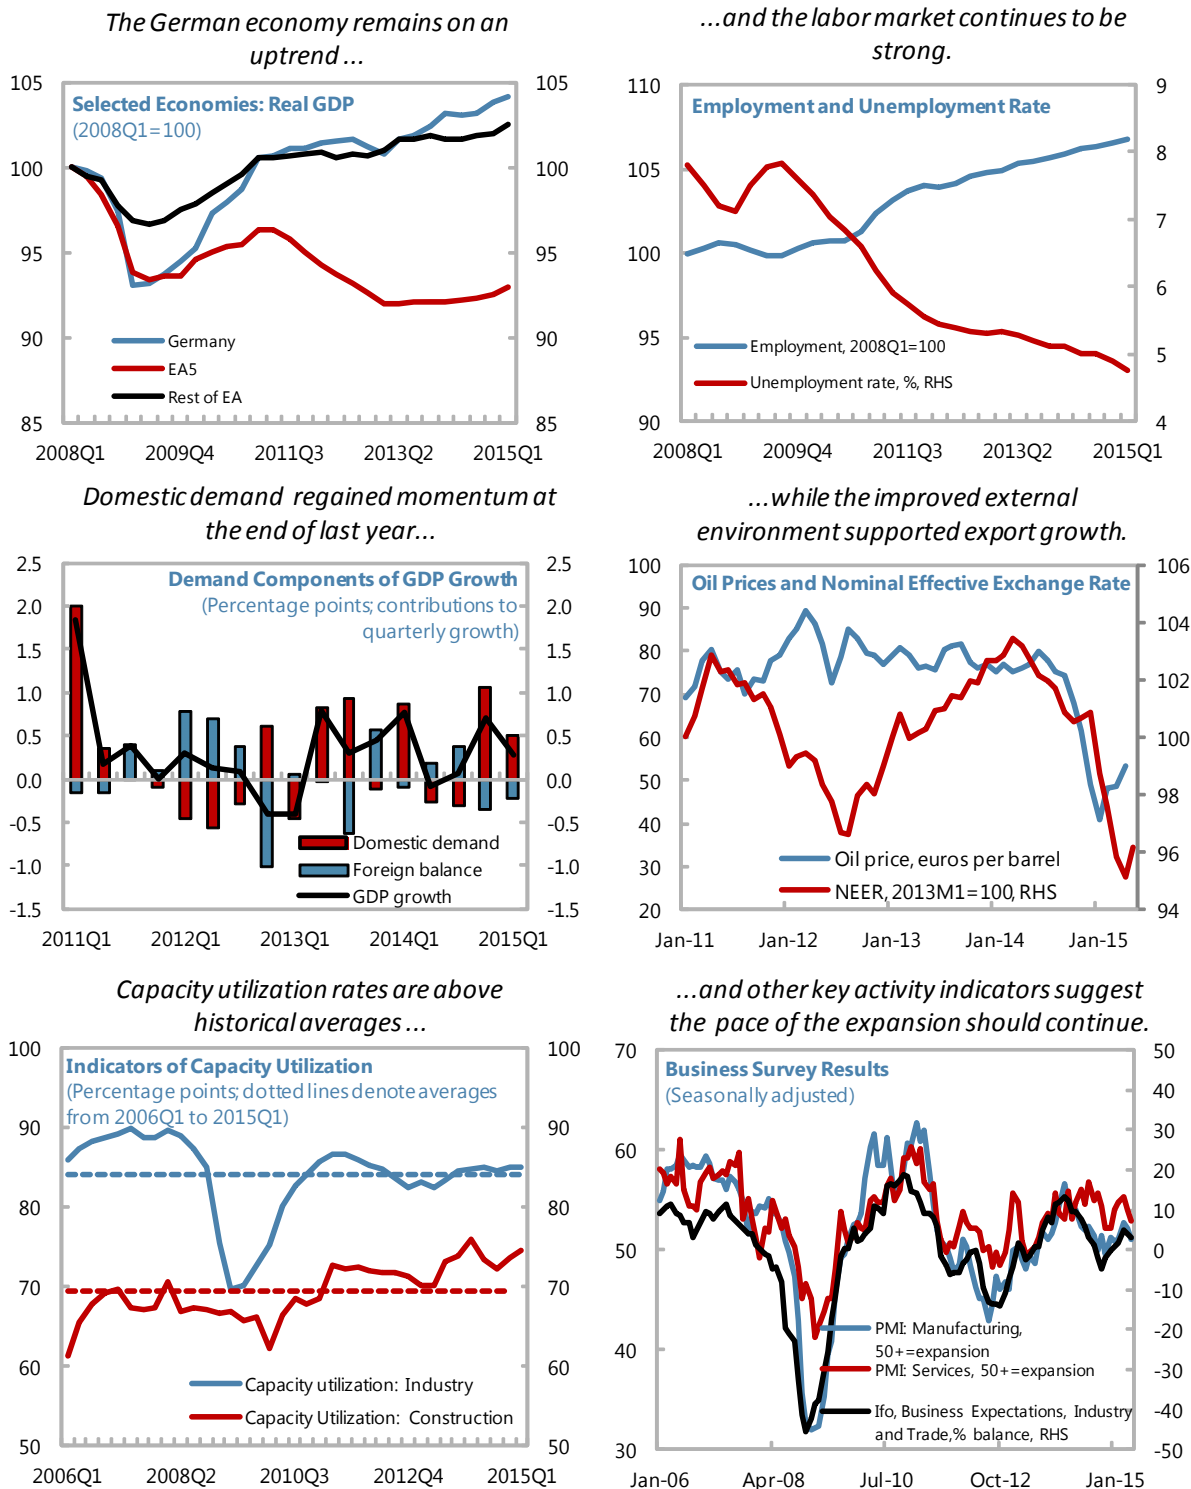 The German economy remains on an
uptrend ...
105
105
Selected Economies: Real GDP
(2008Q1=100)
100
100
95
95
90
90
Germany
EA5
Rest of EA
85
85
2008Q1 2009Q4 2011Q3 2013Q2 2015Q1
...and the labor market continues to be
strong.
110
9
Employment and Unemployment Rate
8
105
7
100
6
95
5
Employment, 2008Q1=100
Unemployment rate, %, RHS
90
4
2008Q1 2009Q4 2011Q3 2013Q2 2015Q1
Domestic demand regained momentum at
the end of last year...
2.5
2.5
Demand Components of GDP Growth
(Percentage points; contributions to
quarterly growth)
2.0
2.0
1.5
1.5
1.0
1.0
0.5
0.5
0.0
0.0
-0.5
-0.5
Domestic demand
Foreign balance
GDP growth
-1.0
-1.0
-1.5
-1.5
2011Q1 2012Q1 2013Q1 2014Q1 2015Q1
...while the improved external
environment supported export growth.
100
106
Oil Prices and Nominal Effective Exchange Rate
90
104
80
102
70
60
100
50
98
40
96
30
Oil price, euros per barrel
NEER, 2013M1=100, RHS
20
94
Jan-11 Jan-12 Jan-13 Jan-14 Jan-15
Capacity utilization rates are above
historical averages ...
100
100
Indicators of Capacity Utilization
(Percentage points; dotted lines denote averages
from 2006Q1 to 2015Q1)
90
90
80
80
70
70
60
60
Capacity utilization: Industry
Capacity Utilization: Construction
50
50
2006Q1 2008Q2 2010Q3 2012Q4 2015Q1
...and other key activity indicators suggest
the pace of the expansion should continue.
70
50
Business Survey Results
(Seasonally adjusted)
40
30
60
20
10
50
0
-10
-20
40
-30
-40
PMI: Manufacturing,
50+=expansion
PMI: Services, 50+=expansion
Ifo, Business Expectations, Industry
and Trade,% balance, RHS
30
-50
Jan-06 Apr-08 Jul-10 Oct-12 Jan-15